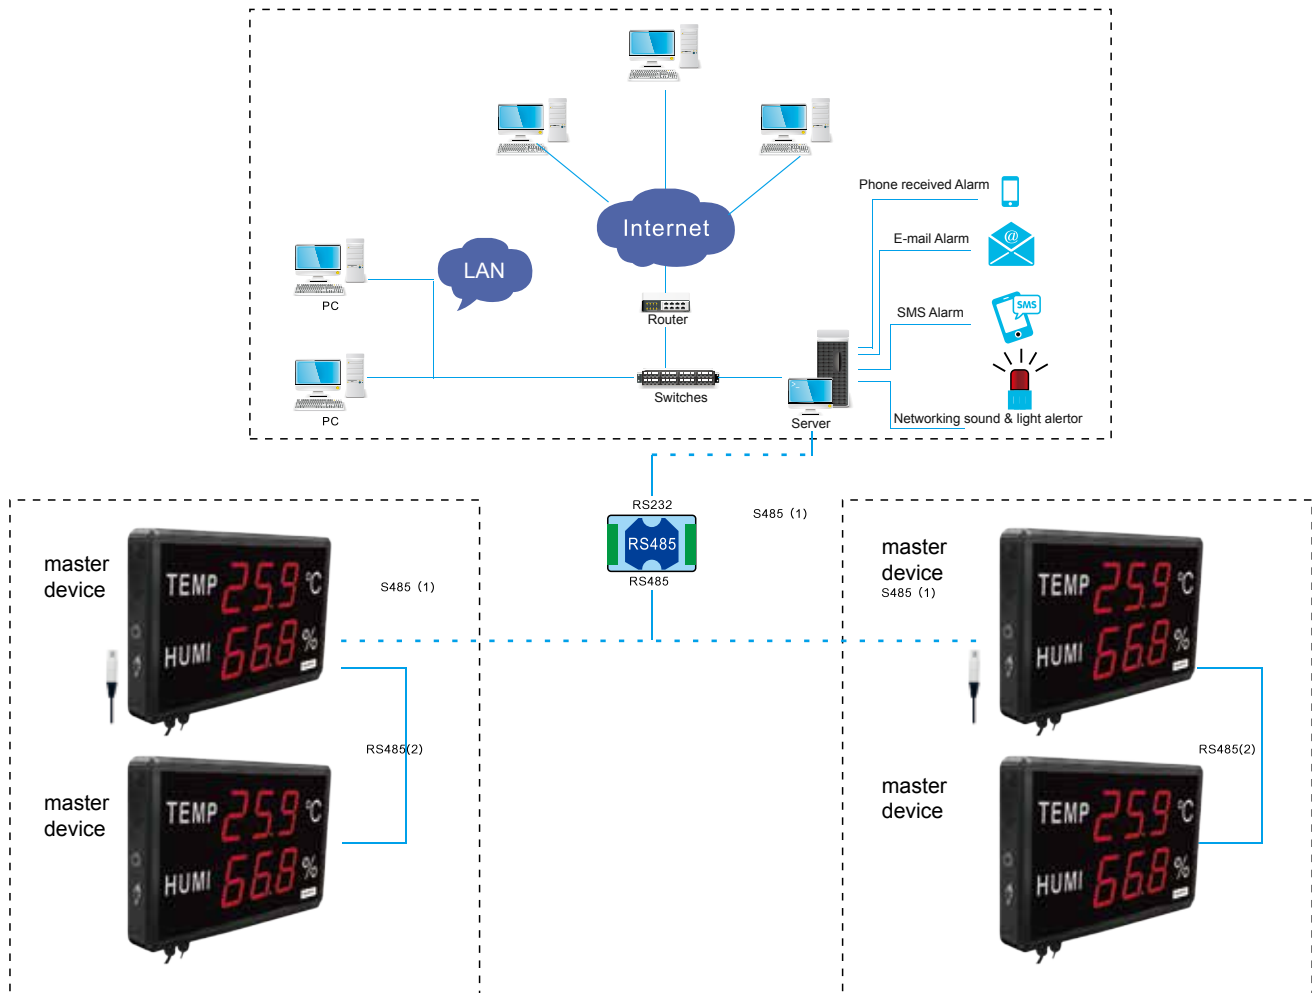 Phone received Alarm
Internet
E-mail Alarm
@
LAN
PC
Router
SMS Alarm
SMS
Switches
PC
Server
Networking sound & light alertor
RS232
S485 (1)
RS485
RS485
master
device
TEMP 25.9 °C
HUMI 66.8 %
S485 (1)
RS485(2)
master
device
TEMP 25.9 °C
HUMI 66.8 %
master
device
S485 (1)
TEMP 25.9 °C
HUMI 66.8 %
RS485(2)
master
device
TEMP 25.9 °C
HUMI 66.8 %